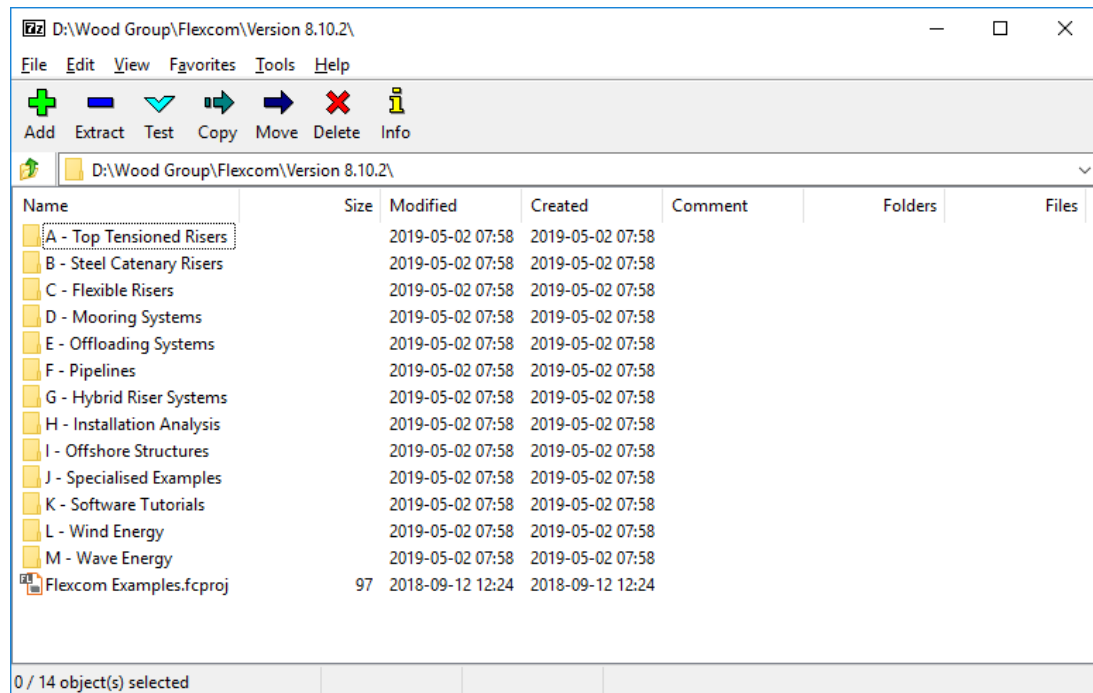 7z D:\Wood Group\Flexcom\Version 8.10.2\
File Edit View Favorites Tools Help
Add Extract Test Copy Move Delete Info
D:\Wood Group\Flexcom\Version 8.10.2\
Name Size Modified Created Comment Folders Files
A - Top Tensioned Risers 2019-05-02 07:58 2019-05-02 07:58
B - Steel Catenary Risers 2019-05-02 07:58 2019-05-02 07:58
C - Flexible Risers 2019-05-02 07:58 2019-05-02 07:58
D - Mooring Systems 2019-05-02 07:58 2019-05-02 07:58
E - Offloading Systems 2019-05-02 07:58 2019-05-02 07:58
F - Pipelines 2019-05-02 07:58 2019-05-02 07:58
G - Hybrid Riser Systems 2019-05-02 07:58 2019-05-02 07:58
H - Installation Analysis 2019-05-02 07:58 2019-05-02 07:58
I - Offshore Structures 2019-05-02 07:58 2019-05-02 07:58
J - Specialised Examples 2019-05-02 07:58 2019-05-02 07:58
K - Software Tutorials 2019-05-02 07:58 2019-05-02 07:58
L - Wind Energy 2019-05-02 07:58 2019-05-02 07:58
M - Wave Energy 2019-05-02 07:58 2019-05-02 07:58
Flexcom Examples.fcproj 97 2018-09-12 12:24 2018-09-12 12:24
0 / 14 object(s) selected